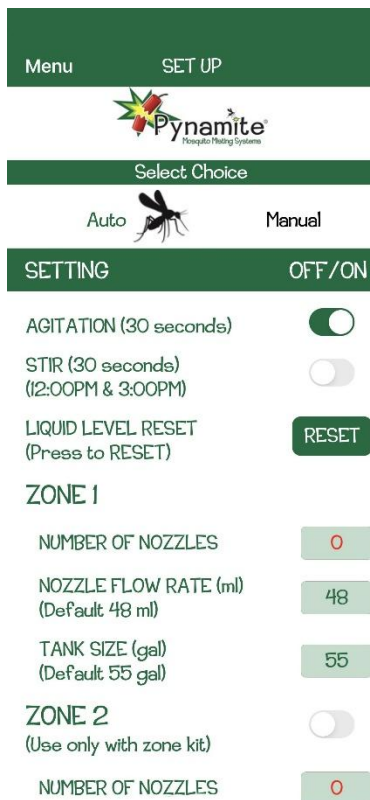 Menu SET UP
Pynamite®
Mosquito Misting Systems
Select Choice
Auto Manual
SETTING OFF/ON
AGITATION (30 seconds)
STIR (30 seconds)
(12:00PM & 3:00PM)
LIQUID LEVEL RESET
(Press to RESET)
RESET
ZONE 1
NUMBER OF NOZZLES 0
NOZZLE FLOW RATE (ml)
(Default 48 ml)
48
TANK SIZE (gal)
(Default 55 gal)
55
ZONE 2
(Use only with zone kit)
NUMBER OF NOZZLES 0